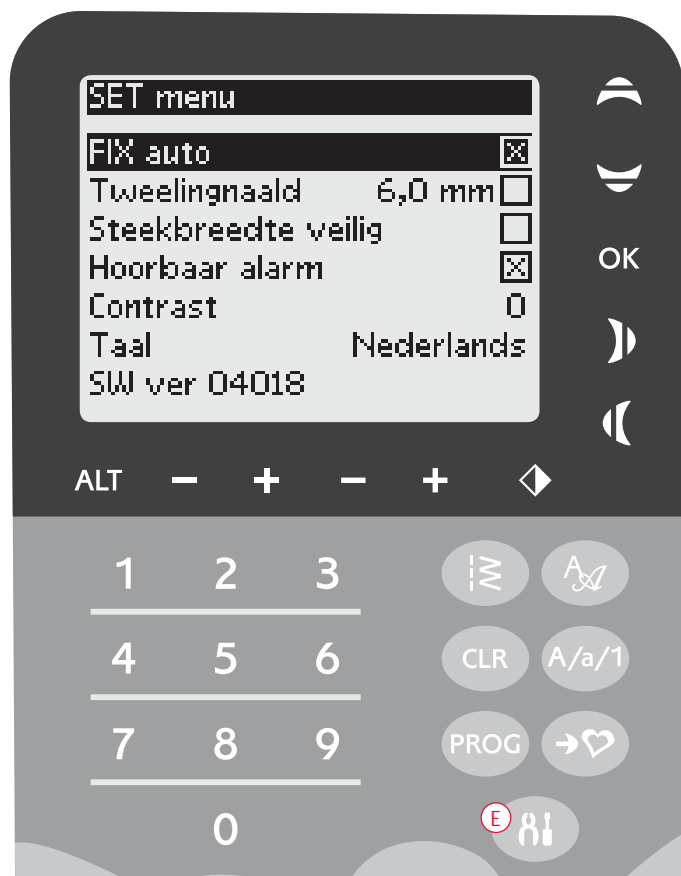 SET menu
FIX auto
Tweelingnaald 6,0 mm
Steekbreedte veilig
Hoorbaar alarm
Contrast 0
Taal Nederlands
SW ver 04018
OK
ALT - + - +
1 2 3
4 5 6
CLR A/a/1
7 8 9
PROG
0
E